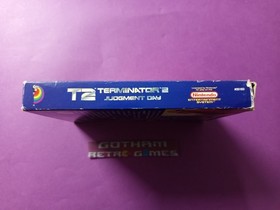 T2 TERMINATOR 2
JUDGMENT DAY
Nintendo
ENTERTAINMENT
SYSTEM
GOTHAM
RETRO GAMES